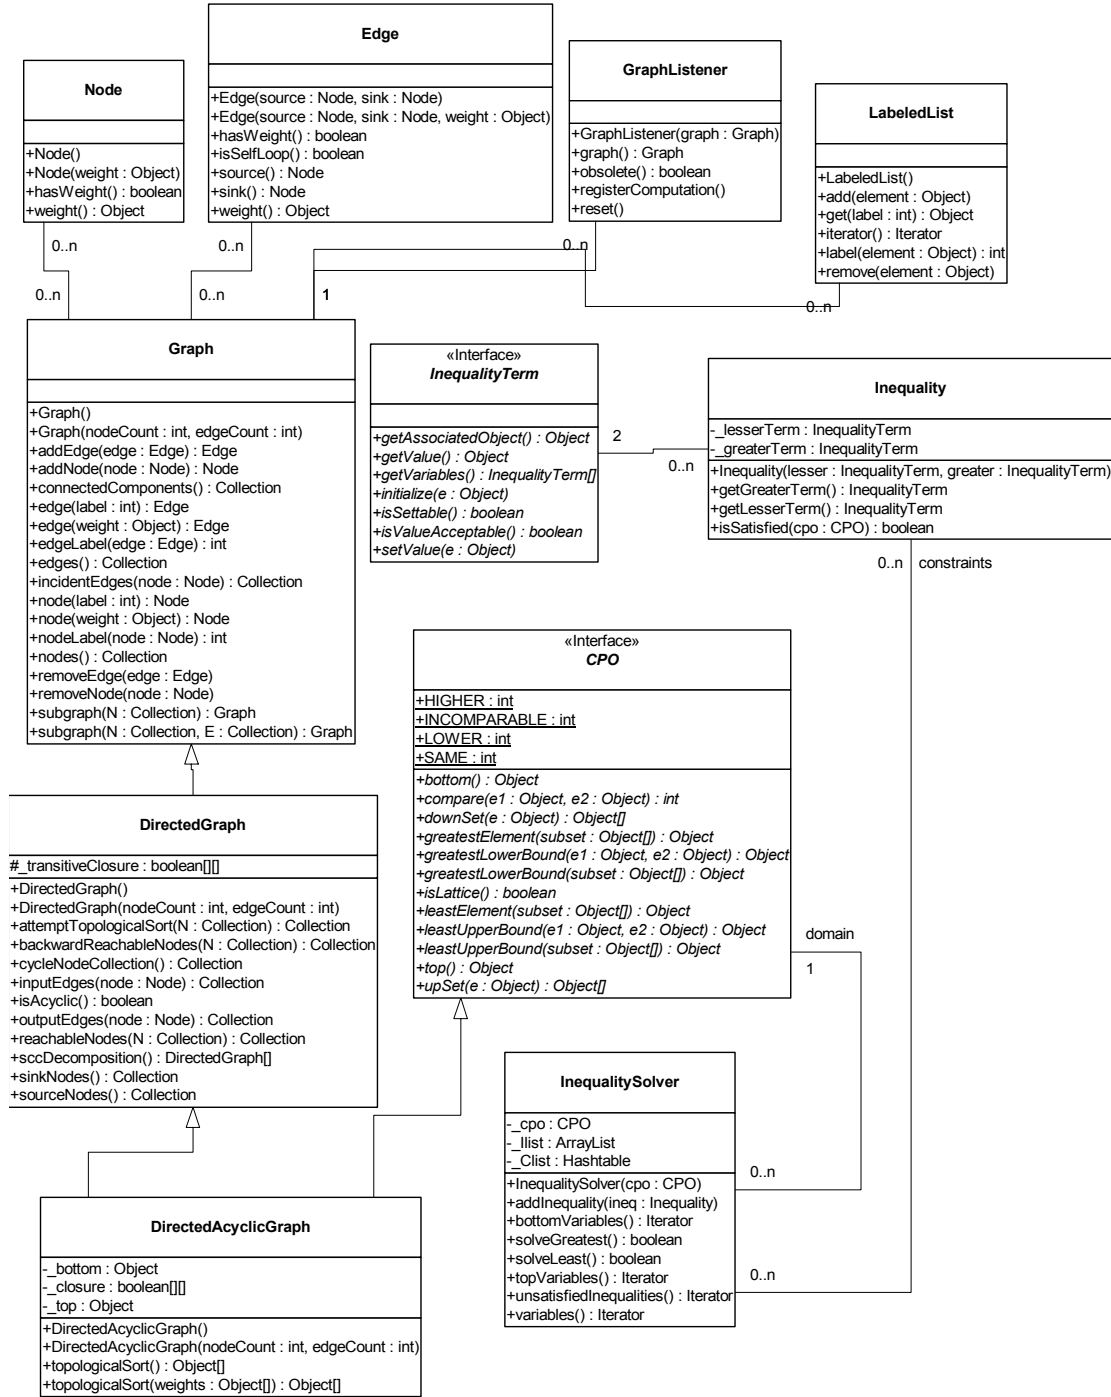 Node
+Node()
+Node(weight : Object)
+hasWeight() : boolean
+weight() : Object
Edge
+Edge(source : Node, sink : Node)
+Edge(source : Node, sink : Node, weight : Object)
+hasWeight() : boolean
+isSelfLoop() : boolean
+source() : Node
+sink() : Node
+weight() : Object
GraphListener
+GraphListener(graph : Graph)
+graph() : Graph
+obsolete() : boolean
+registerComputation()
+reset()
LabeledList
+LabeledList()
+add(element : Object)
+get(label : int) : Object
+iterator() : Iterator
+label(element : Object) : int
+remove(element : Object)
0..n
0..n
0..n
0..n
0..n
1
0..n
Graph
+Graph()
+Graph(nodeCount : int, edgeCount : int)
+addEdge(edge : Edge) : Edge
+addNode(node : Node) : Node
+connectedComponents() : Collection
+edge(label : int) : Edge
+edge(weight : Object) : Edge
+edgeLabel(edge : Edge) : int
+edges() : Collection
+incidentEdges(node : Node) : Collection
+node(label : int) : Node
+node(weight : Object) : Node
+nodeLabel(node : Node) : int
+nodes() : Collection
+removeEdge(edge : Edge)
+removeNode(node : Node)
+subgraph(N : Collection) : Graph
+subgraph(N : Collection, E : Collection) : Graph
«Interface»
InequalityTerm
+getAssociatedObject() : Object
+getValue() : Object
+getVariables() : InequalityTerm[]
+initialize(e : Object)
+isSettable() : boolean
+isValueAcceptable() : boolean
+setValue(e : Object)
2
0..n
Inequality
-_lesserTerm : InequalityTerm
-_greaterTerm : InequalityTerm
+Inequality(lesser : InequalityTerm, greater : InequalityTerm)
+getGreaterTerm() : InequalityTerm
+getLesserTerm() : InequalityTerm
+isSatisfied(cpo : CPO) : boolean
0..n constraints
«Interface»
CPO
+HIGHER : int
+INCOMPARABLE : int
+LOWER : int
+SAME : int
+bottom() : Object
+compare(e1 : Object, e2 : Object) : int
+downSet(e : Object) : Object[]
+greatestElement(subset : Object[]) : Object
+greatestLowerBound(e1 : Object, e2 : Object) : Object
+greatestLowerBound(subset : Object[]) : Object
+isLattice() : boolean
+leastElement(subset : Object[]) : Object
+leastUpperBound(e1 : Object, e2 : Object) : Object
+leastUpperBound(subset : Object[]) : Object
+top() : Object
+upSet(e : Object) : Object[]
domain
1
DirectedGraph
#_transitiveClosure : boolean[][]
+DirectedGraph()
+DirectedGraph(nodeCount : int, edgeCount : int)
+attemptTopologicalSort(N : Collection) : Collection
+backwardReachableNodes(N : Collection) : Collection
+cycleNodeCollection() : Collection
+inputEdges(node : Node) : Collection
+isAcyclic() : boolean
+outputEdges(node : Node) : Collection
+reachableNodes(N : Collection) : Collection
+sccDecomposition() : DirectedGraph[]
+sinkNodes() : Collection
+sourceNodes() : Collection
InequalitySolver
-_cpo : CPO
-_Ilist : ArrayList
-_Clist : Hashtable
+InequalitySolver(cpo : CPO)
+addInequality(ineq : Inequality)
+bottomVariables() : Iterator
+solveGreatest() : boolean
+solveLeast() : boolean
+topVariables() : Iterator
+unsatisfiedInequalities() : Iterator
+variables() : Iterator
0..n
0..n
DirectedAcyclicGraph
-_bottom : Object
-_closure : boolean[][]
-_top : Object
+DirectedAcyclicGraph()
+DirectedAcyclicGraph(nodeCount : int, edgeCount : int)
+topologicalSort() : Object[]
+topologicalSort(weights : Object[]) : Object[]